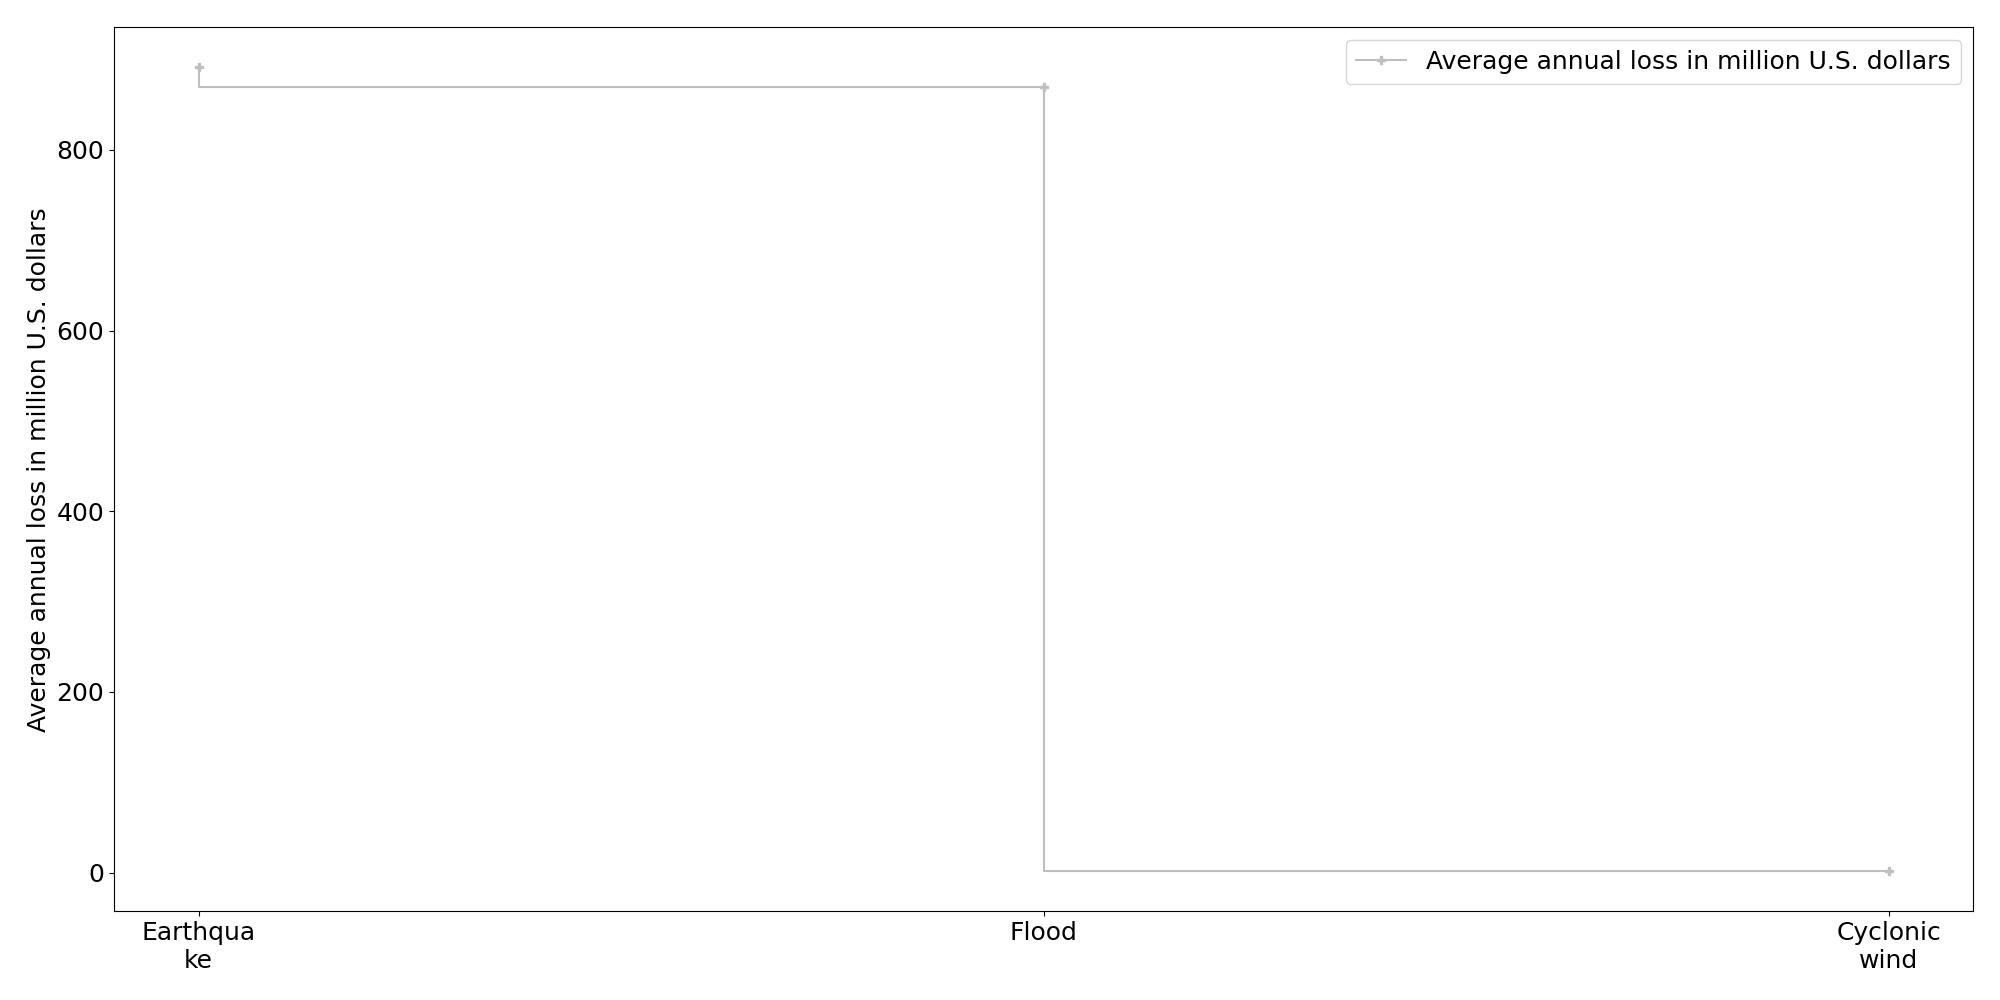 Average annual loss in million U.S. dollars
Average annual loss in million U.S. dollars
800
600
400
200
0
Earthqua
ke
Flood
Cyclonic
wind